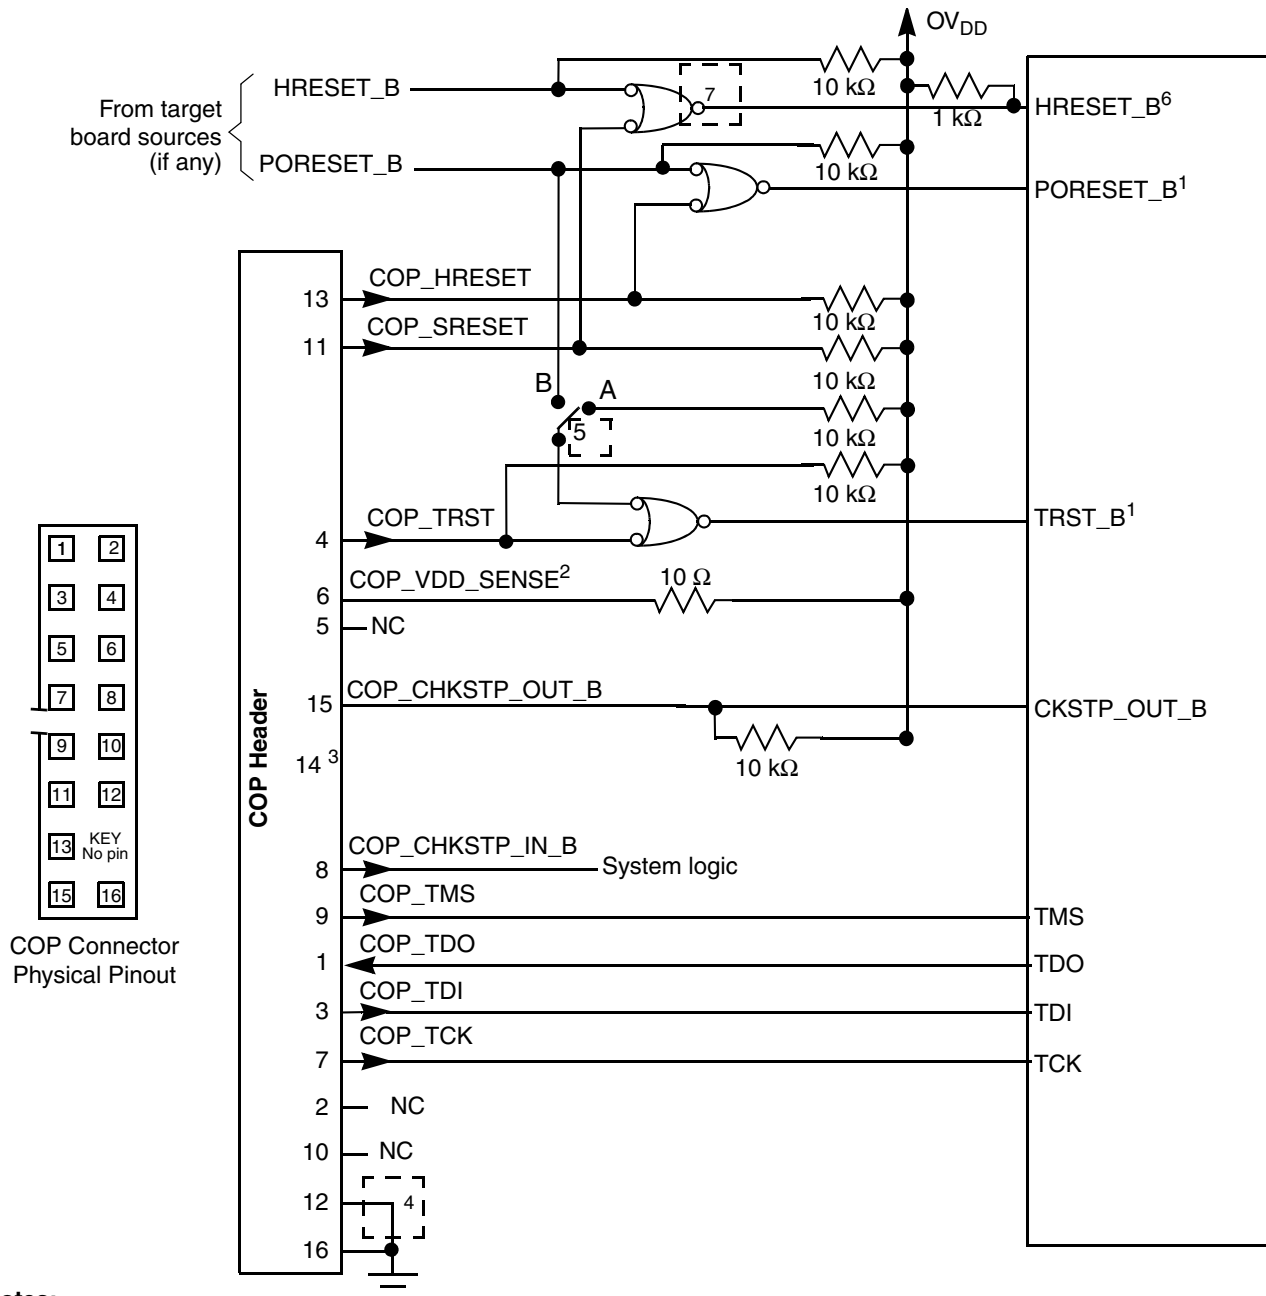 OVDD
From target
board sources
(if any)
HRESET_B
PORESET_B
10 kΩ
7
1 kΩ
HRESET_B6
10 kΩ
PORESET_B1
13
COP_HRESET
10 kΩ
11
COP_SRESET
10 kΩ
B
A
5
10 kΩ
10 kΩ
4
COP_TRST
TRST_B1
6
COP_VDD_SENSE2
10 Ω
5
NC
15
COP_CHKSTP_OUT_B
CKSTP_OUT_B
10 kΩ
14 3
COP Header
8
COP_CHKSTP_IN_B
System logic
9
COP_TMS
TMS
1
COP_TDO
TDO
3
COP_TDI
TDI
7
COP_TCK
TCK
2
NC
10
NC
12
4
16
1 2
3 4
5 6
7 8
9 10
11 12
13 KEY
No pin
15 16
COP Connector
Physical Pinout